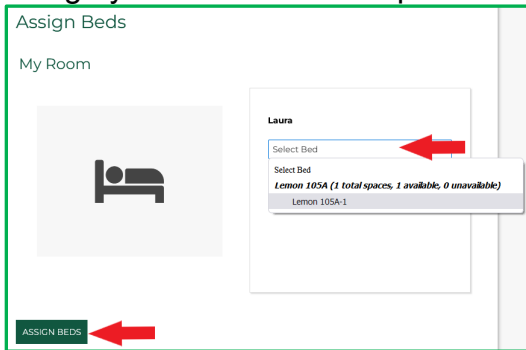 Assign Beds
My Room
Laura
Select Bed
Select Bed
Lemon 105A (1 total spaces, 1 available, 0 unavailable)
Lemon 105A-1
ASSIGN BEDS